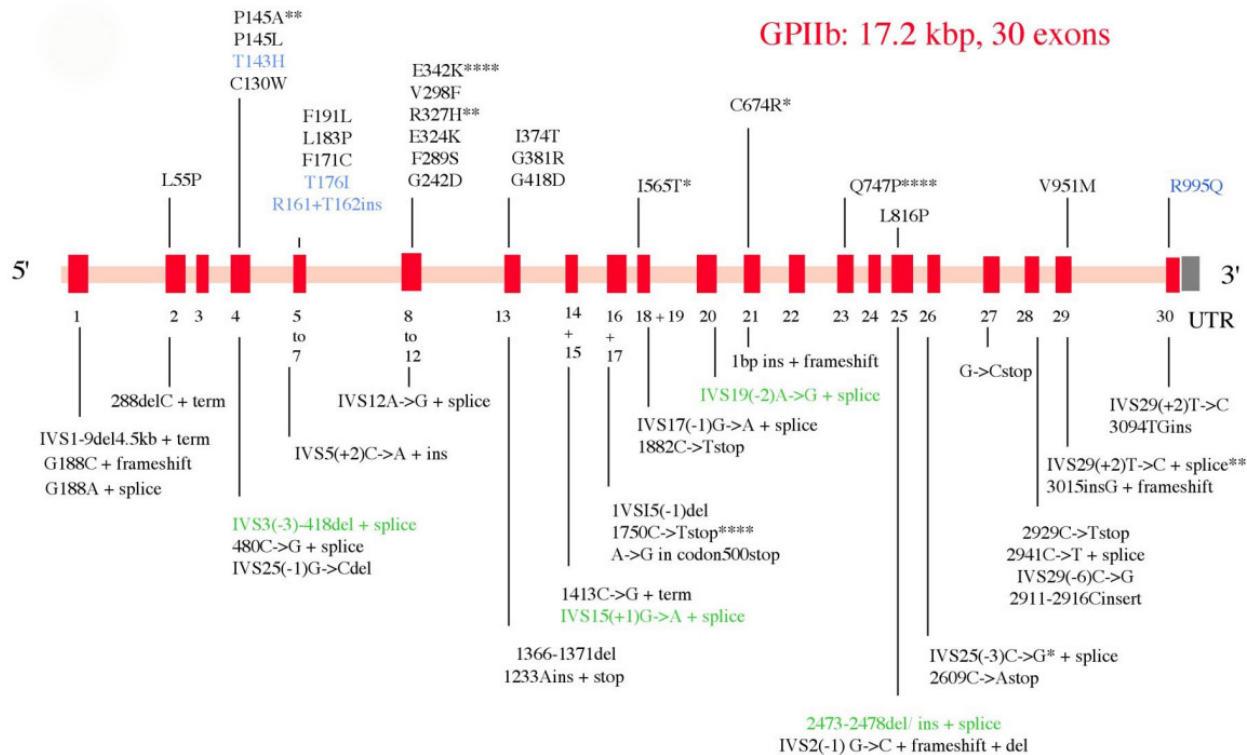 GPIIb: 17.2 kbp, 30 exons
P145A**
P145L
T143H
C130W
F191L
L183P
F171C
T176I
R161+T162ins
E342K****
V298F
R327H**
E324K
F289S
G242D
I374T
G381R
G418D
C674R*
L55P
I565T*
Q747P****
L816P
V951M
R995Q
5'
3'
1
2
3
4
5
to
7
8
to
12
13
14
+
15
16
+
17
18 + 19
20
21
22
23
24
25
26
27
28
29
30
UTR
288delC + term
IVS1-9del4.5kb + term
G188C + frameshift
G188A + splice
IVS3(-3)-418del + splice
480C->G + splice
IVS25(-1)G->Cdel
IVS5(+2)C->A + ins
IVS12A->G + splice
1366-1371del
1233Ains + stop
1413C->G + term
IVS15(+1)G->A + splice
1VSI5(-1)del
1750C->Tstop****
A->G in codon500stop
IVS17(-1)G->A + splice
1882C->Tstop
IVS19(-2)A->G + splice
1bp ins + frameshift
2473-2478del/ ins + splice
IVS2(-1) G->C + frameshift + del
IVS25(-3)C->G* + splice
2609C->Astop
G->Cstop
2929C->Tstop
2941C->T + splice
IVS29(-6)C->G
2911-2916Cinsert
IVS29(+2)T->C + splice**
3015insG + frameshift
IVS29(+2)T->C
3094TGins